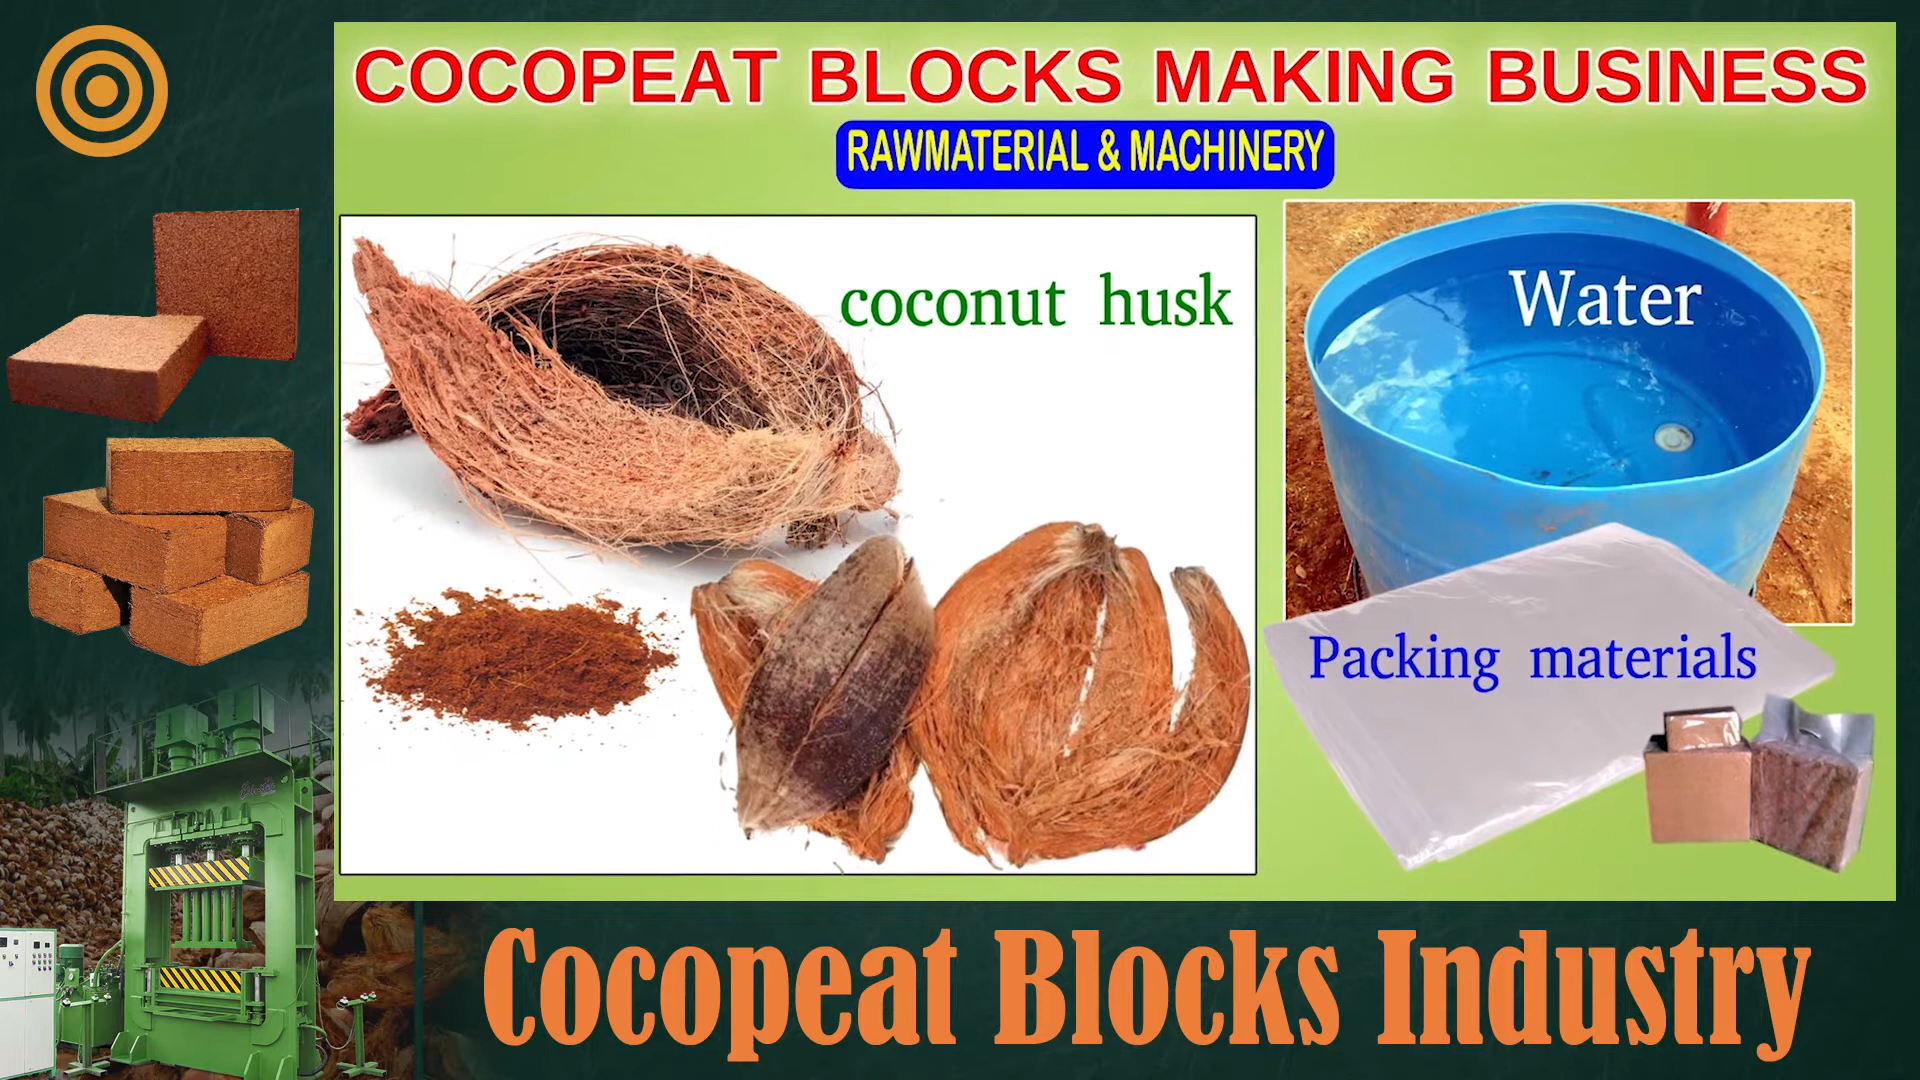 COCOPEAT BLOCKS MAKING BUSINESS
RAWMATERIAL & MACHINERY
coconut husk
Water
Packing materials
Cocopeat Blocks Industry